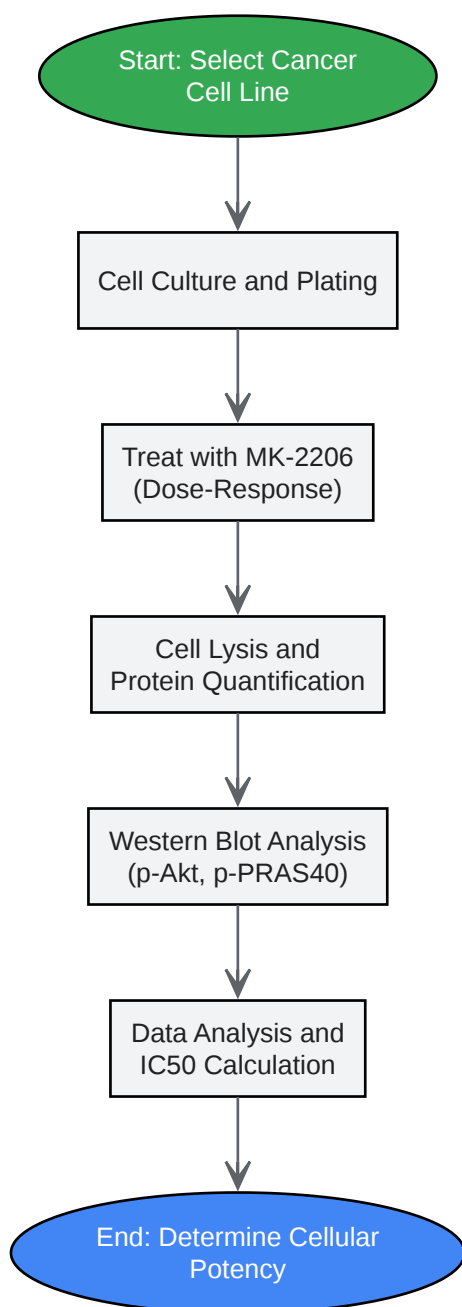 Start: Select Cancer
Cell Line
Cell Culture and Plating
Treat with MK-2206
(Dose-Response)
Cell Lysis and
Protein Quantification
Western Blot Analysis
(p-Akt, p-PRAS40)
Data Analysis and
IC50 Calculation
End: Determine Cellular
Potency